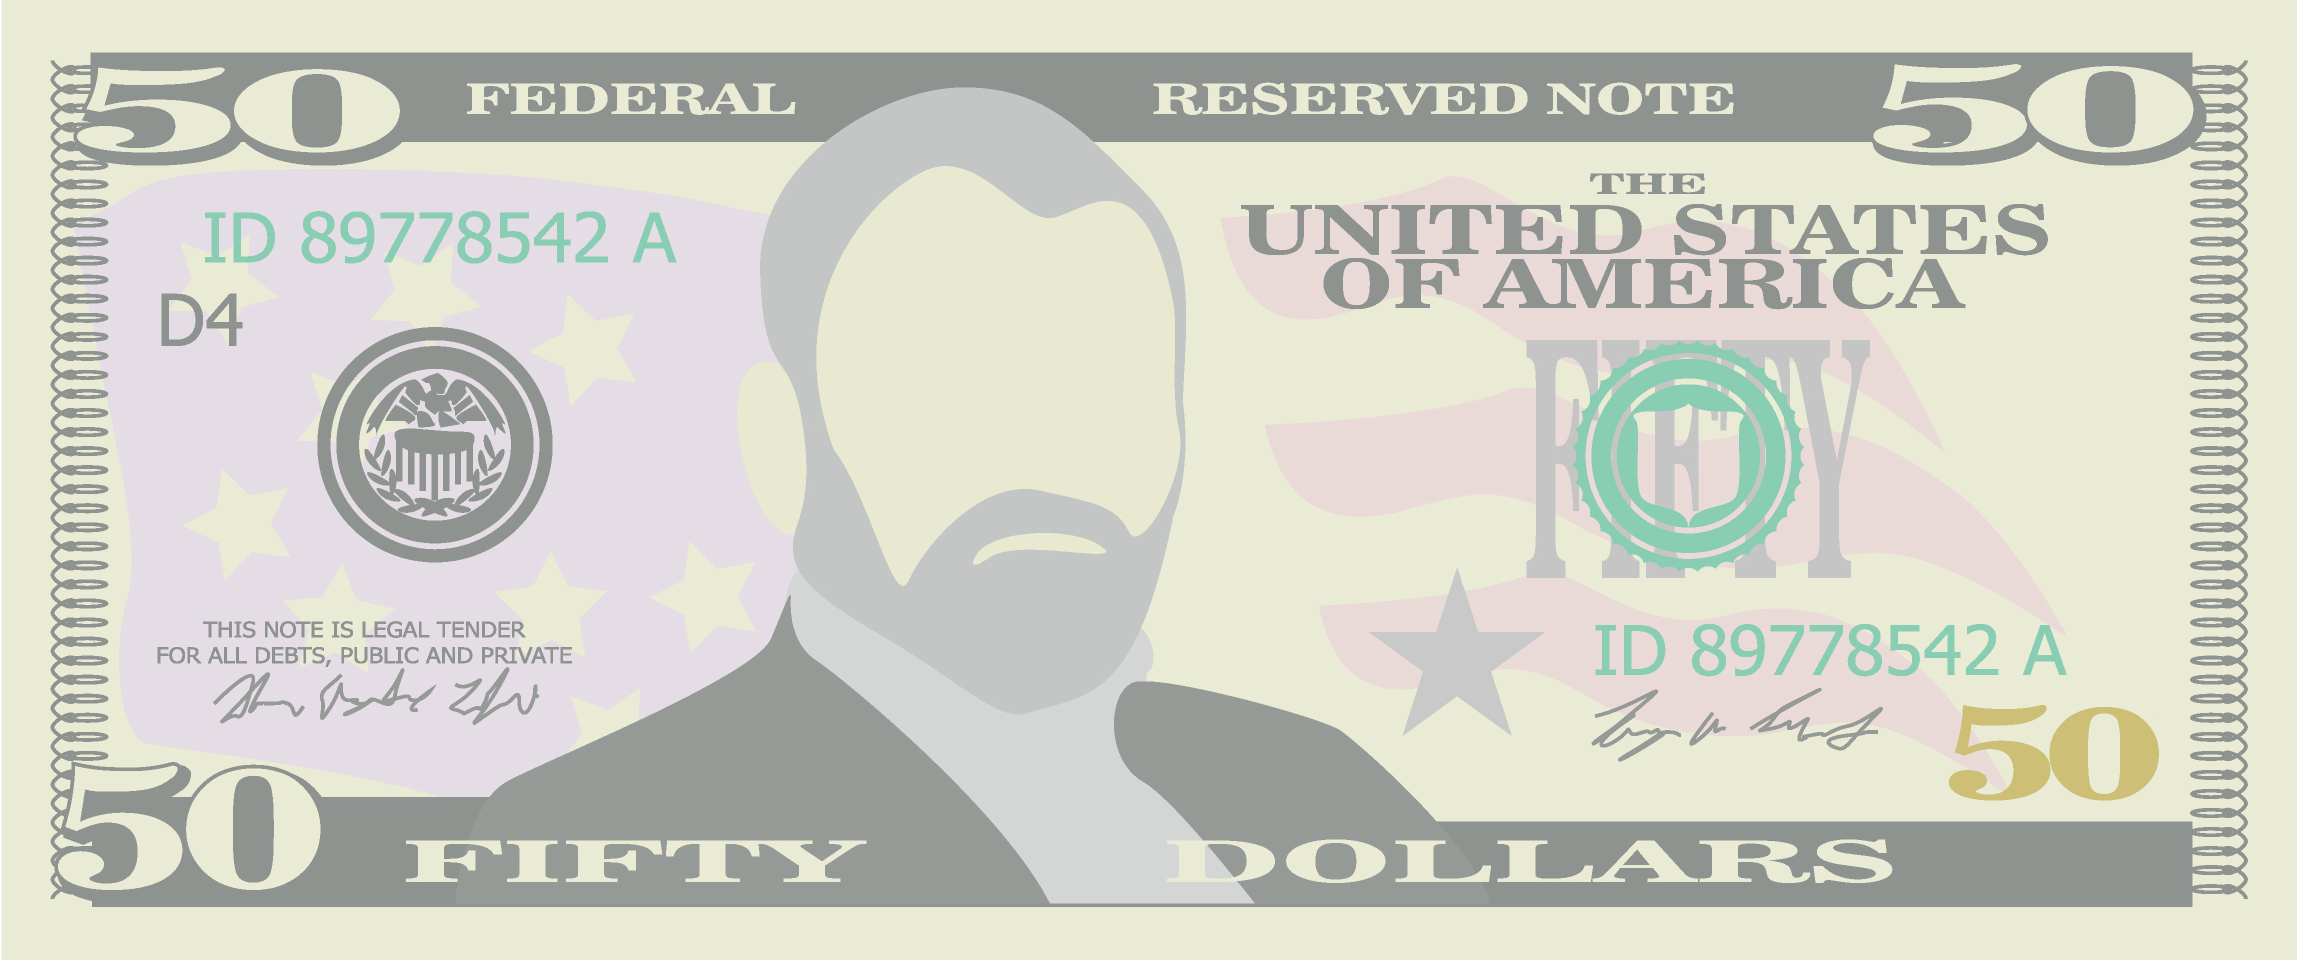 50 FEDERAL RESERVED NOTE 50
THE
UNITED STATES
OF AMERICA
ID 89778542 A
D4
FIFTY
THIS NOTE IS LEGAL TENDER
FOR ALL DEBTS, PUBLIC AND PRIVATE
ID 89778542 A
50
50 FIFTY DOLLARS